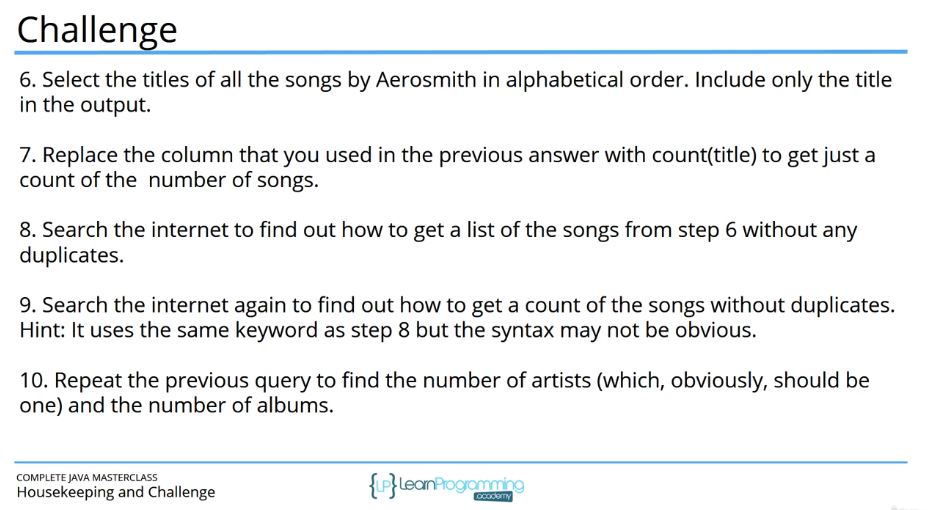 Challenge
6. Select the titles of all the songs by Aerosmith in alphabetical order. Include only the title
in the output.
7. Replace the column that you used in the previous answer with count(title) to get just a
count of the  number of songs.
8. Search the internet to find out how to get a list of the songs from step 6 without any
duplicates.
9. Search the internet again to find out how to get a count of the songs without duplicates.
Hint: It uses the same keyword as step 8 but the syntax may not be obvious.
10. Repeat the previous query to find the number of artists (which, obviously, should be
one) and the number of albums.
COMPLETE JAVA MASTERCLASS
Housekeeping and Challenge
{LP} LearnProgramming
academy